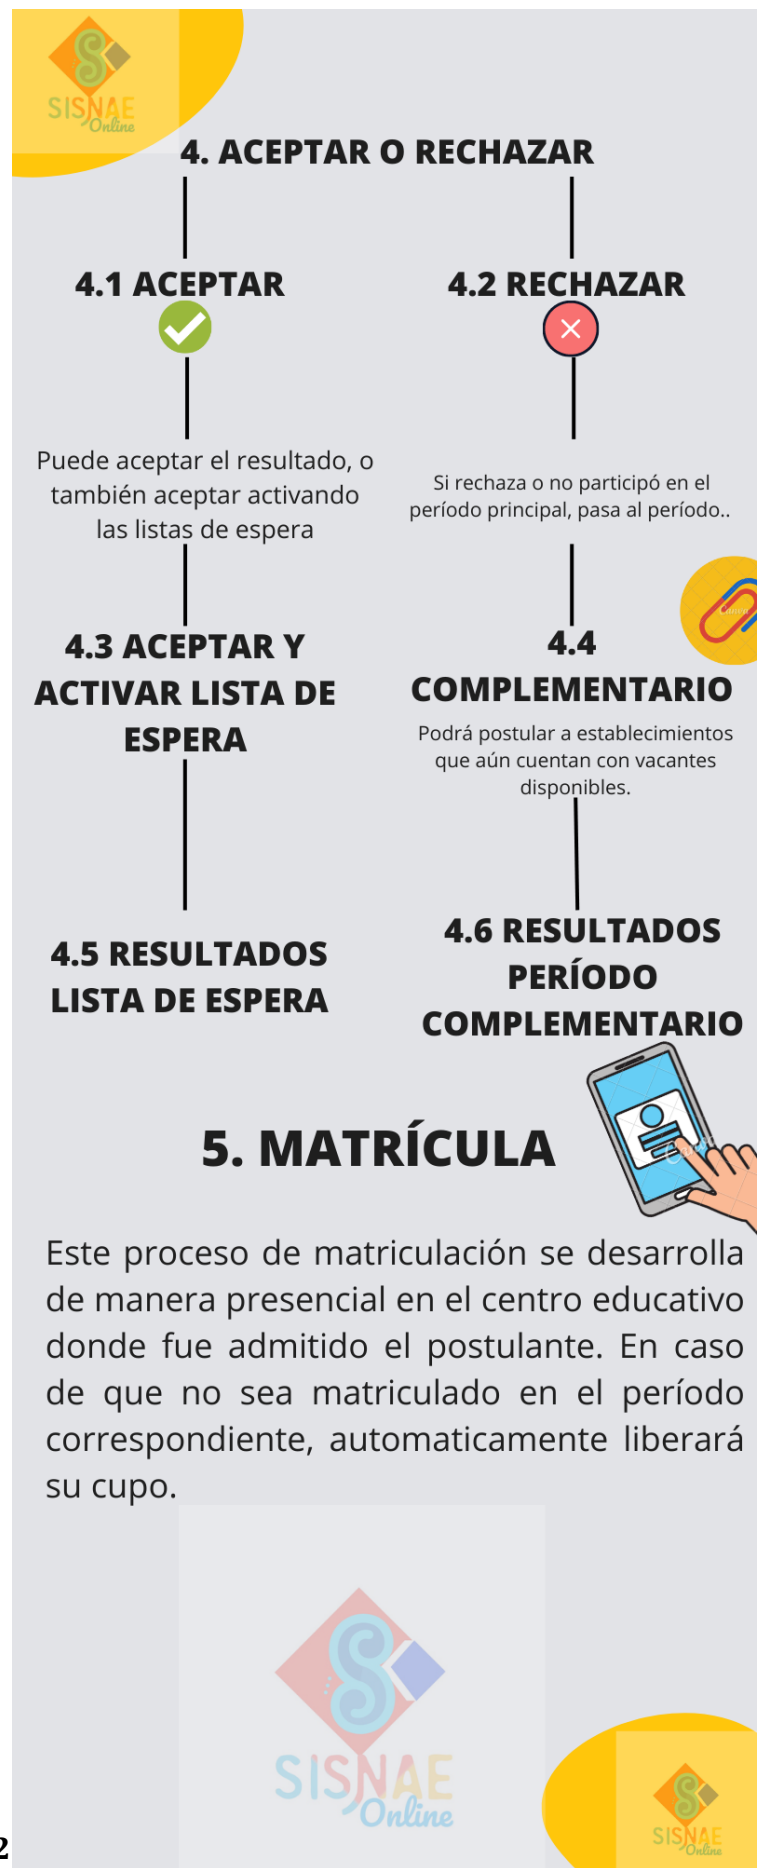 SISNAE
Online
4. ACEPTAR O RECHAZAR
4.1 ACEPTAR
4.2 RECHAZAR
Puede aceptar el resultado, o
también aceptar activando
las listas de espera
Si rechaza o no participó en el
período principal, pasa al período..
4.3 ACEPTAR Y
ACTIVAR LISTA DE
ESPERA
4.4
COMPLEMENTARIO
Podrá postular a establecimientos
que aún cuentan con vacantes
disponibles.
4.5 RESULTADOS
LISTA DE ESPERA
4.6 RESULTADOS
PERÍODO
COMPLEMENTARIO
5. MATRÍCULA
Este proceso de matriculación se desarrolla
de manera presencial en el centro educativo
donde fue admitido el postulante. En caso
de que no sea matriculado en el período
correspondiente, automaticamente liberará
su cupo.
SISNAE
Online
SISNAE
Online
2